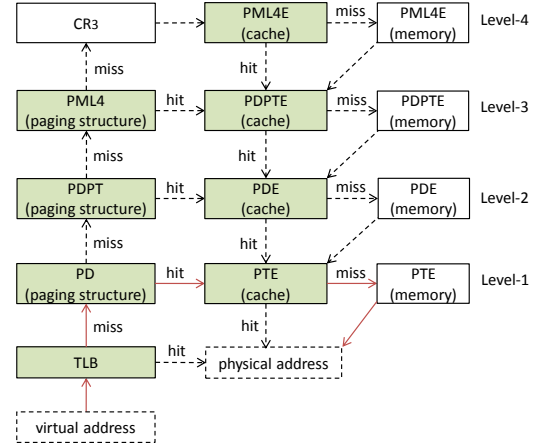 CR3
PML4E
(cache)
miss
PML4E
(memory)
Level-4
miss
hit
PML4
(paging structure)
hit
PDPTE
(cache)
miss
PDPTE
(memory)
Level-3
miss
hit
PDPT
(paging structure)
hit
PDE
(cache)
miss
PDE
(memory)
Level-2
miss
hit
PD
(paging structure)
hit
PTE
(cache)
miss
PTE
(memory)
Level-1
miss
hit
TLB
hit
physical address
virtual address